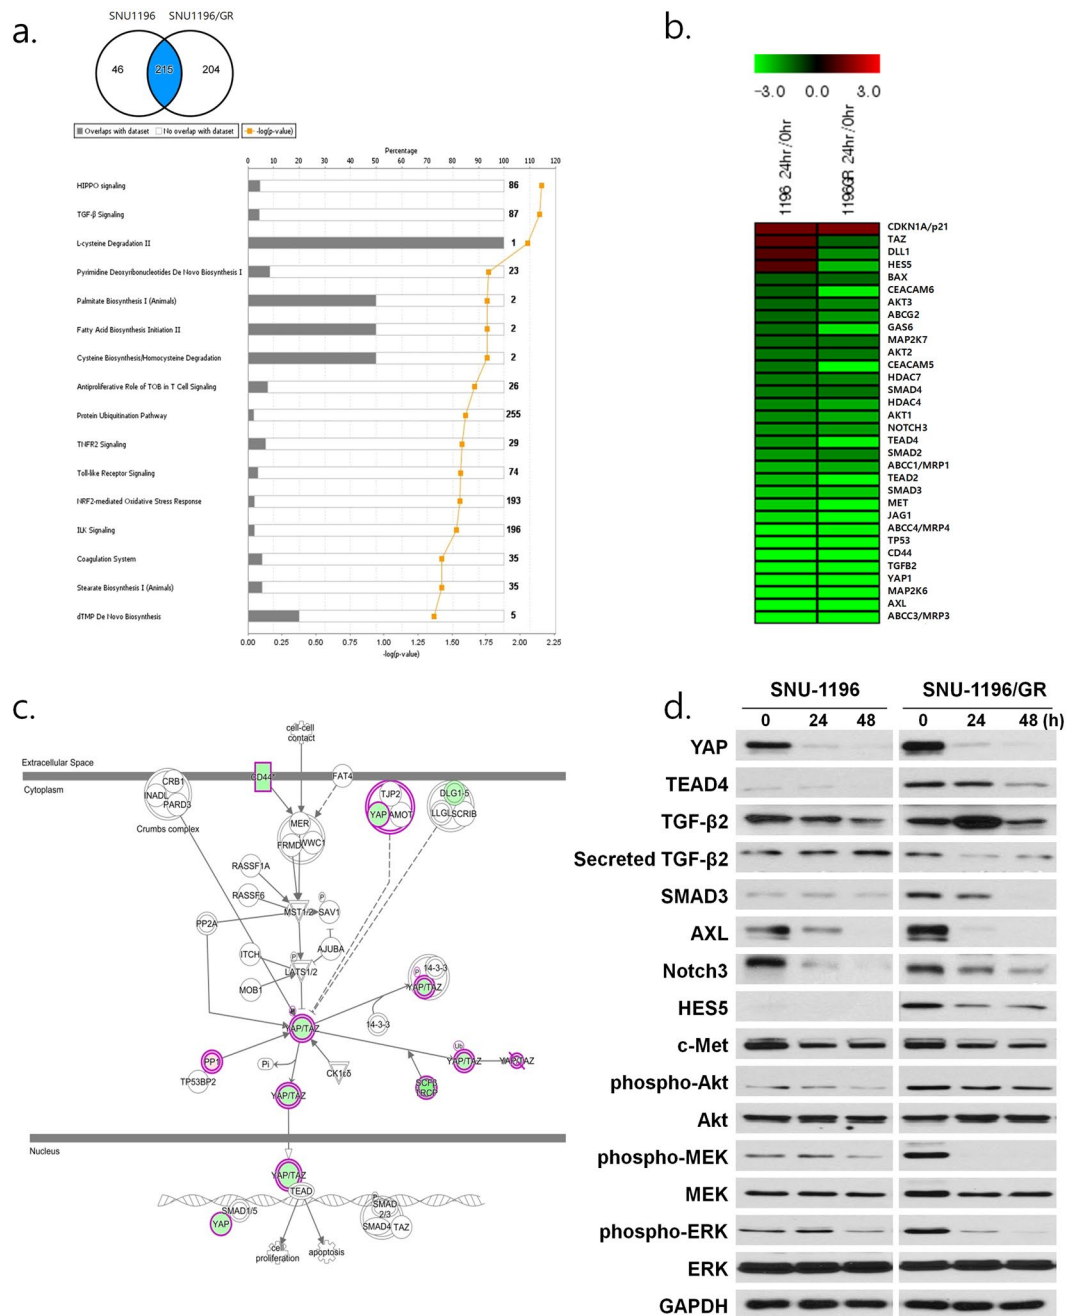 a.
SNU1196 SNU1196/GR
46 215 204
Overlaps with dataset No overlap with dataset -log(p-value)
Percentage
0 10 20 30 40 50 60 70 80 90 100 110 120
HIPPO signaling 86
TGF-β Signaling 87
L-cysteine Degradation II 1
Pyrimidine Deoxyribonucleotides De Novo Biosynthesis I 23
Palmitate Biosynthesis I (Animals) 2
Fatty Acid Biosynthesis Initiation II 2
Cysteine Biosynthesis/Homocysteine Degradation 2
Antiproliferative Role of TOB in T Cell Signaling 26
Protein Ubiquitination Pathway 255
TNFR2 Signaling 29
Toll-like Receptor Signaling 74
NRF2-mediated Oxidative Stress Response 193
ILK Signaling 196
Coagulation System 35
Stearate Biosynthesis I (Animals) 35
dTMP De Novo Biosynthesis 5
0.00 0.25 0.50 0.75 1.00 1.25 1.50 1.75 2.00 2.25
-log(p-value)
b.
-3.0 0.0 3.0
1196 24hr/0hr
1196GR 24hr/0hr
CDKN1A/p21
TAZ
DLL1
HES5
BAX
CEACAM6
AKT3
ABCG2
GAS6
MAP2K7
AKT2
CEACAM5
HDAC7
SMAD4
HDAC4
AKT1
NOTCH3
TEAD4
SMAD2
ABCC1/MRP1
TEAD2
SMAD3
MET
JAG1
ABCC4/MRP4
TP53
CD44
TGFB2
YAP1
MAP2K6
AXL
ABCC3/MRP3
c.
cell-cell
contact
Extracellular Space
Cytoplasm
CD44*
FAT4
CRB1
INADL
PARD3
Crumbs complex
TJP2
YAP AMOT
DLG1-5
LLGL SCRIB
MER
FRMD WWC1
RASSF1A
RASSF6
P
MST1/2 SAV1
PP2A
AJUBA
ITCH
P
LATS1/2
MOB1
P 14-3-3
YAP/TAZ
14-3-3
P
YAP/TAZ
PP1
TP53BP2
Pi
CK1ε/δ
Ub
YAP/TAZ
YAP/TAZ
SCFβ
TRCP
YAP/TAZ
Nucleus
YAP/TAZ
TEAD
SMAD1/5
YAP
P
SMAD
2/3
SMAD4 TAZ
cell
proliferation
apoptosis
d.
SNU-1196 SNU-1196/GR
0 24 48 0 24 48 (h)
YAP
TEAD4
TGF-β2
Secreted TGF-β2
SMAD3
AXL
Notch3
HES5
c-Met
phospho-Akt
Akt
phospho-MEK
MEK
phospho-ERK
ERK
GAPDH